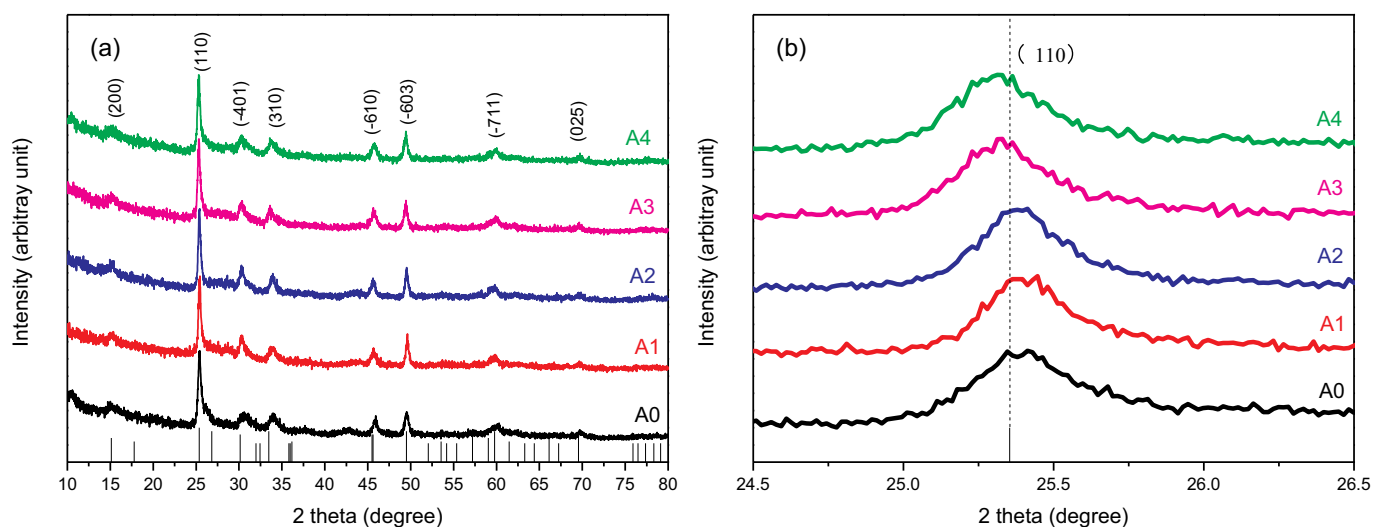 (a)
(200)
(110)
(-401)
(310)
(-610)
(-603)
(-711)
(025)
A4
A3
A2
A1
A0
Intensity (arbitray unit)
10 15 20 25 30 35 40 45 50 55 60 65 70 75 80
2 theta (degree)
(b)
( 110)
A4
A3
A2
A1
A0
Intensity (arbitray unit)
24.5 25.0 25.5 26.0 26.5
2 theta (degree)